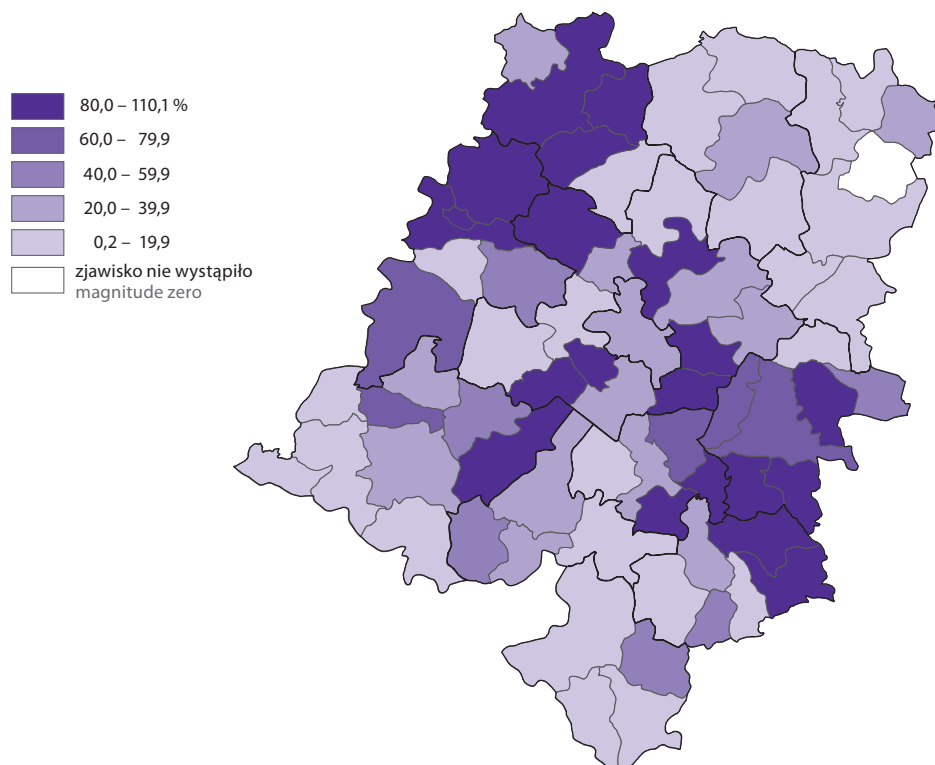 80,0 – 110,1 %
60,0 – 79,9
40,0 – 59,9
20,0 – 39,9
0,2 – 19,9
zjawisko nie wystąpiło
magnitude zero